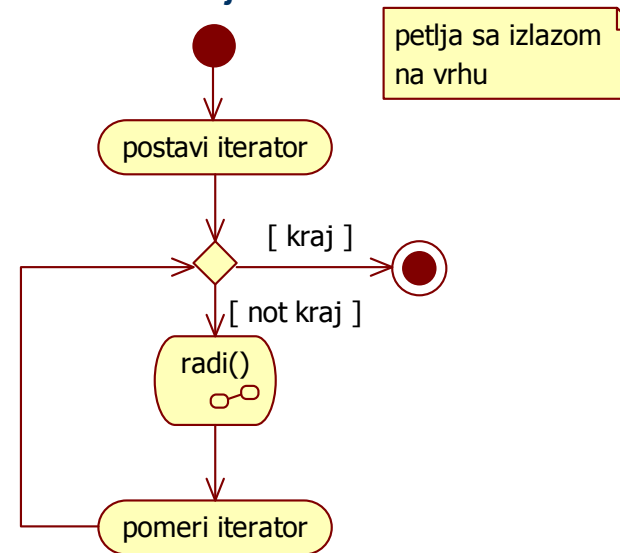 petlja sa izlazom
na vrhu
postavi iterator
[ kraj ]
[ not kraj ]
radi()
pomeri iterator